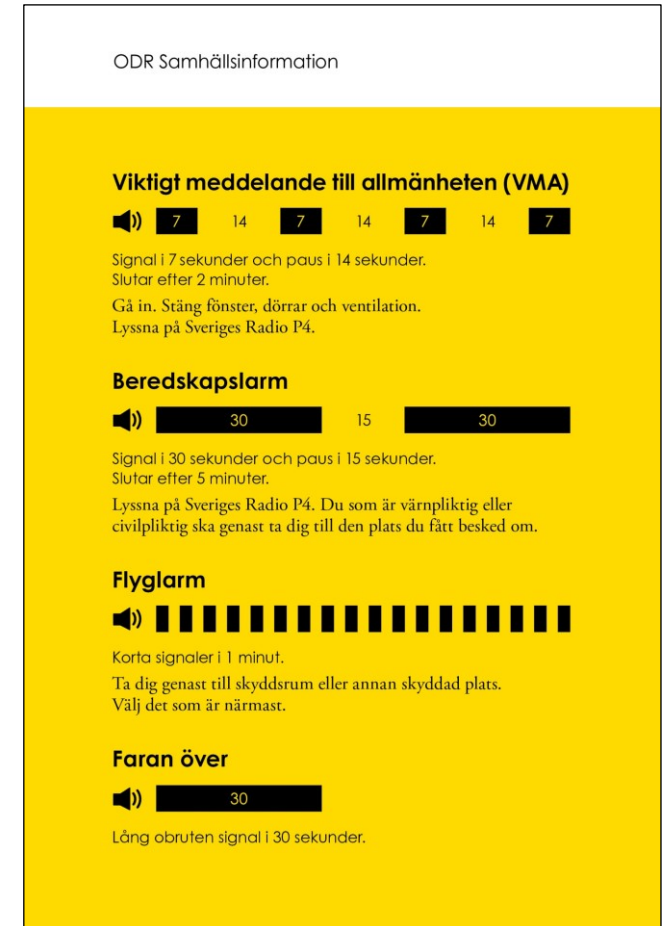 ODR Samhällsinformation
Viktigt meddelande till allmänheten (VMA)
7 14 7 14 7 14 7
Signal i 7 sekunder och paus i 14 sekunder.
Slutar efter 2 minuter.
Gå in. Stäng fönster, dörrar och ventilation.
Lyssna på Sveriges Radio P4.
Beredskapslarm
30 15 30
Signal i 30 sekunder och paus i 15 sekunder.
Slutar efter 5 minuter.
Lyssna på Sveriges Radio P4. Du som är värnpliktig eller
civilpliktig ska genast ta dig till den plats du fått besked om.
Flyglarm
Korta signaler i 1 minut.
Ta dig genast till skyddsrum eller annan skyddad plats.
Välj det som är närmast.
Faran över
30
Lång obruten signal i 30 sekunder.